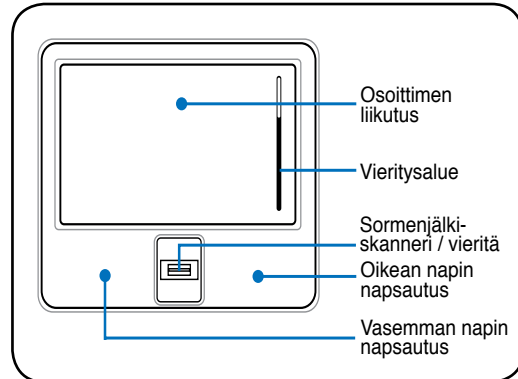 Osoittimen
liikutus
Vieritysalue
Sormenjälki-
skanneri / vieritä
Oikean napin
napsautus
Vasemman napin
napsautus